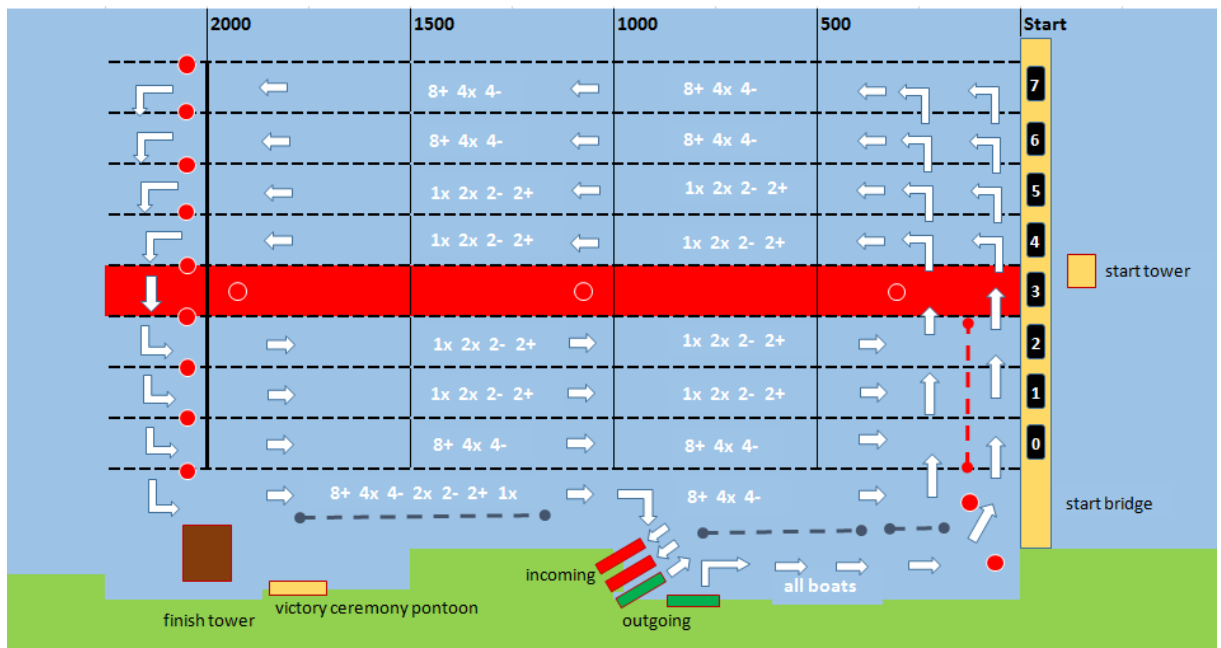 2000 1500 1000 500 Start
8+ 4x 4- 8+ 4x 4- 7
8+ 4x 4- 8+ 4x 4- 6
1x 2x 2- 2+ 1x 2x 2- 2+ 5
1x 2x 2- 2+ 1x 2x 2- 2+ 4
start tower
3
1x 2x 2- 2+ 1x 2x 2- 2+ 2
1x 2x 2- 2+ 1x 2x 2- 2+ 1
8+ 4x 4- 8+ 4x 4- 0
8+ 4x 4- 2x 2- 2+ 1x 8+ 4x 4-
start bridge
incoming
all boats
victory ceremony pontoon
finish tower outgoing